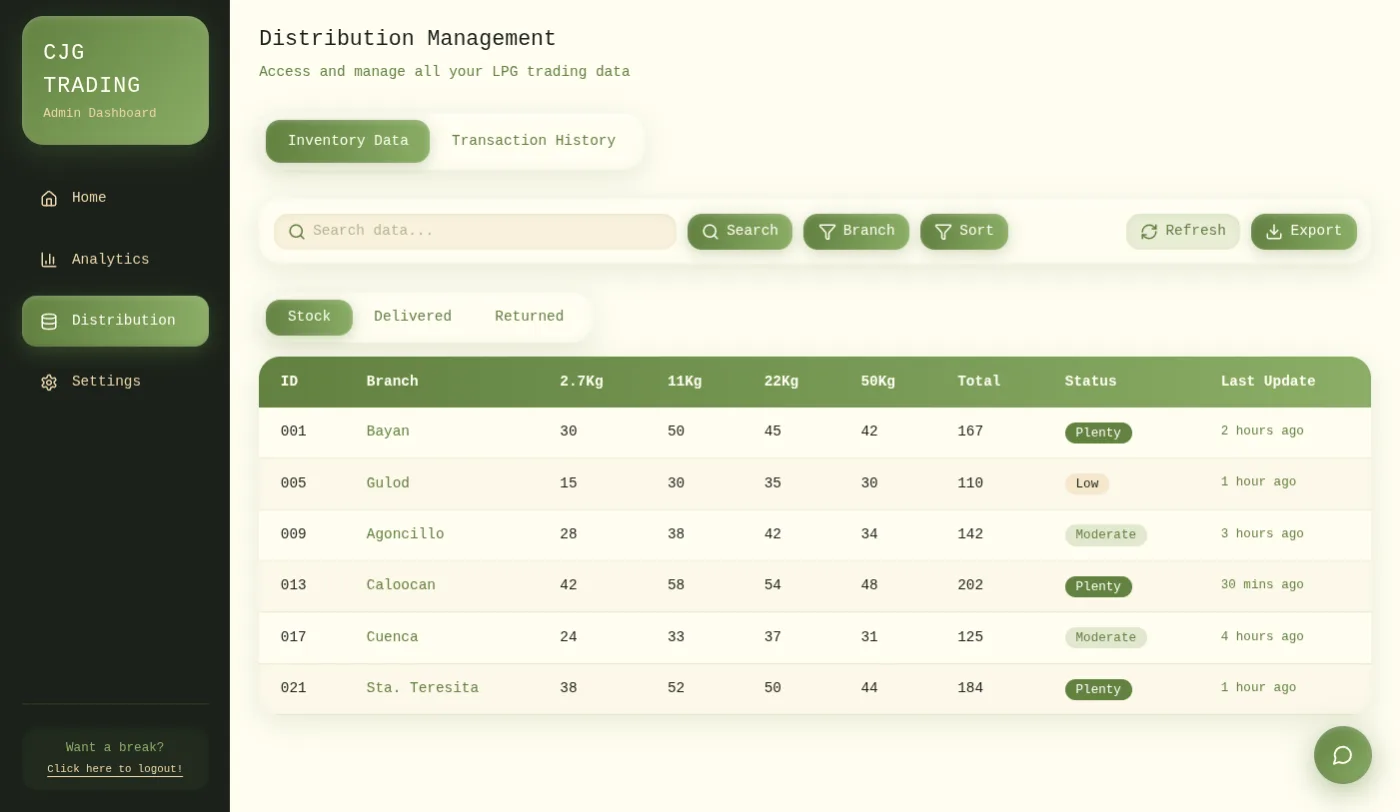 CJG
TRADING
Admin Dashboard
Home
Analytics
Distribution
Settings
Want a break?
Click here to logout!
Distribution Management
Access and manage all your LPG trading data
Inventory Data Transaction History
Search data... Search Branch Sort Refresh Export
Stock Delivered Returned
ID Branch 2.7Kg 11Kg 22Kg 50Kg Total Status Last Update
001 Bayan 30 50 45 42 167 Plenty 2 hours ago
005 Gulod 15 30 35 30 110 Low 1 hour ago
009 Agoncillo 28 38 42 34 142 Moderate 3 hours ago
013 Caloocan 42 58 54 48 202 Plenty 30 mins ago
017 Cuenca 24 33 37 31 125 Moderate 4 hours ago
021 Sta. Teresita 38 52 50 44 184 Plenty 1 hour ago